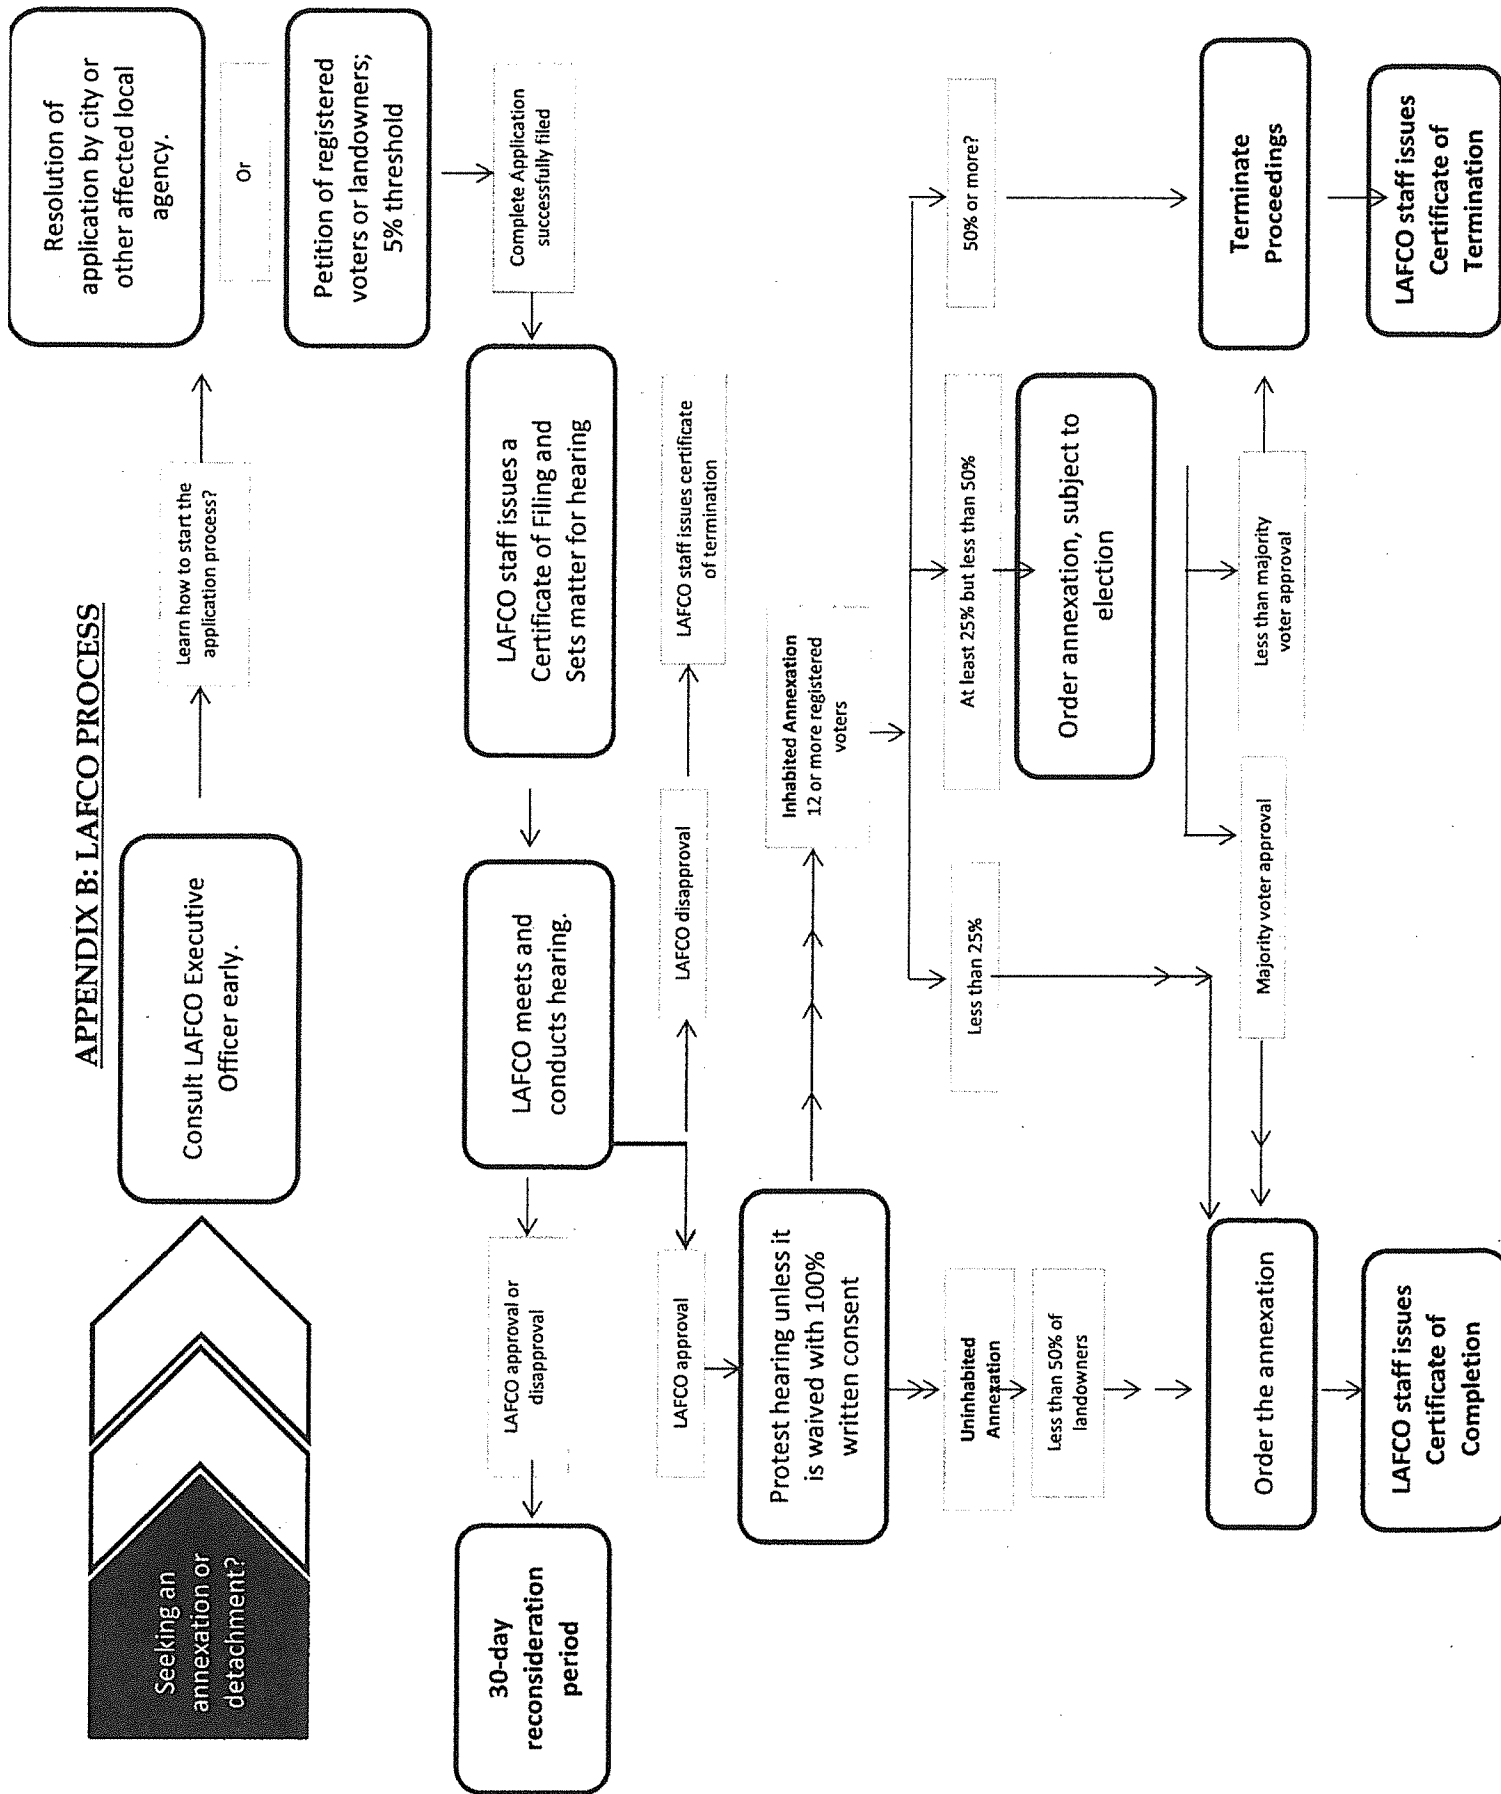 APPENDIX B: LAFCO PROCESS
Seeking an
annexation or
detachment?
Consult LAFCO Executive
Officer early.
Learn how to start the
application process?
Resolution of
application by city or
other affected local
agency.
Or
Petition of registered
voters or landowners;
5% threshold
Complete Application
successfully filed
LAFCO staff issues a
Certificate of Filing and
Sets matter for hearing
LAFCO meets and
conducts hearing.
LAFCO approval or
disapproval
30-day
reconsideration
period
LAFCO approval
LAFCO disapproval
LAFCO staff issues certificate
of termination
Protest hearing unless it
is waived with 100%
written consent
Inhabited Annexation
12 or more registered
voters
Uninhabited
Annexation
Less than 50% of
landowners
Less than 25%
At least 25% but less than 50%
50% or more?
Order annexation, subject to
election
Majority voter approval
Less than majority
voter approval
Order the annexation
Terminate
Proceedings
LAFCO staff issues
Certificate of
Completion
LAFCO staff issues
Certificate of
Termination